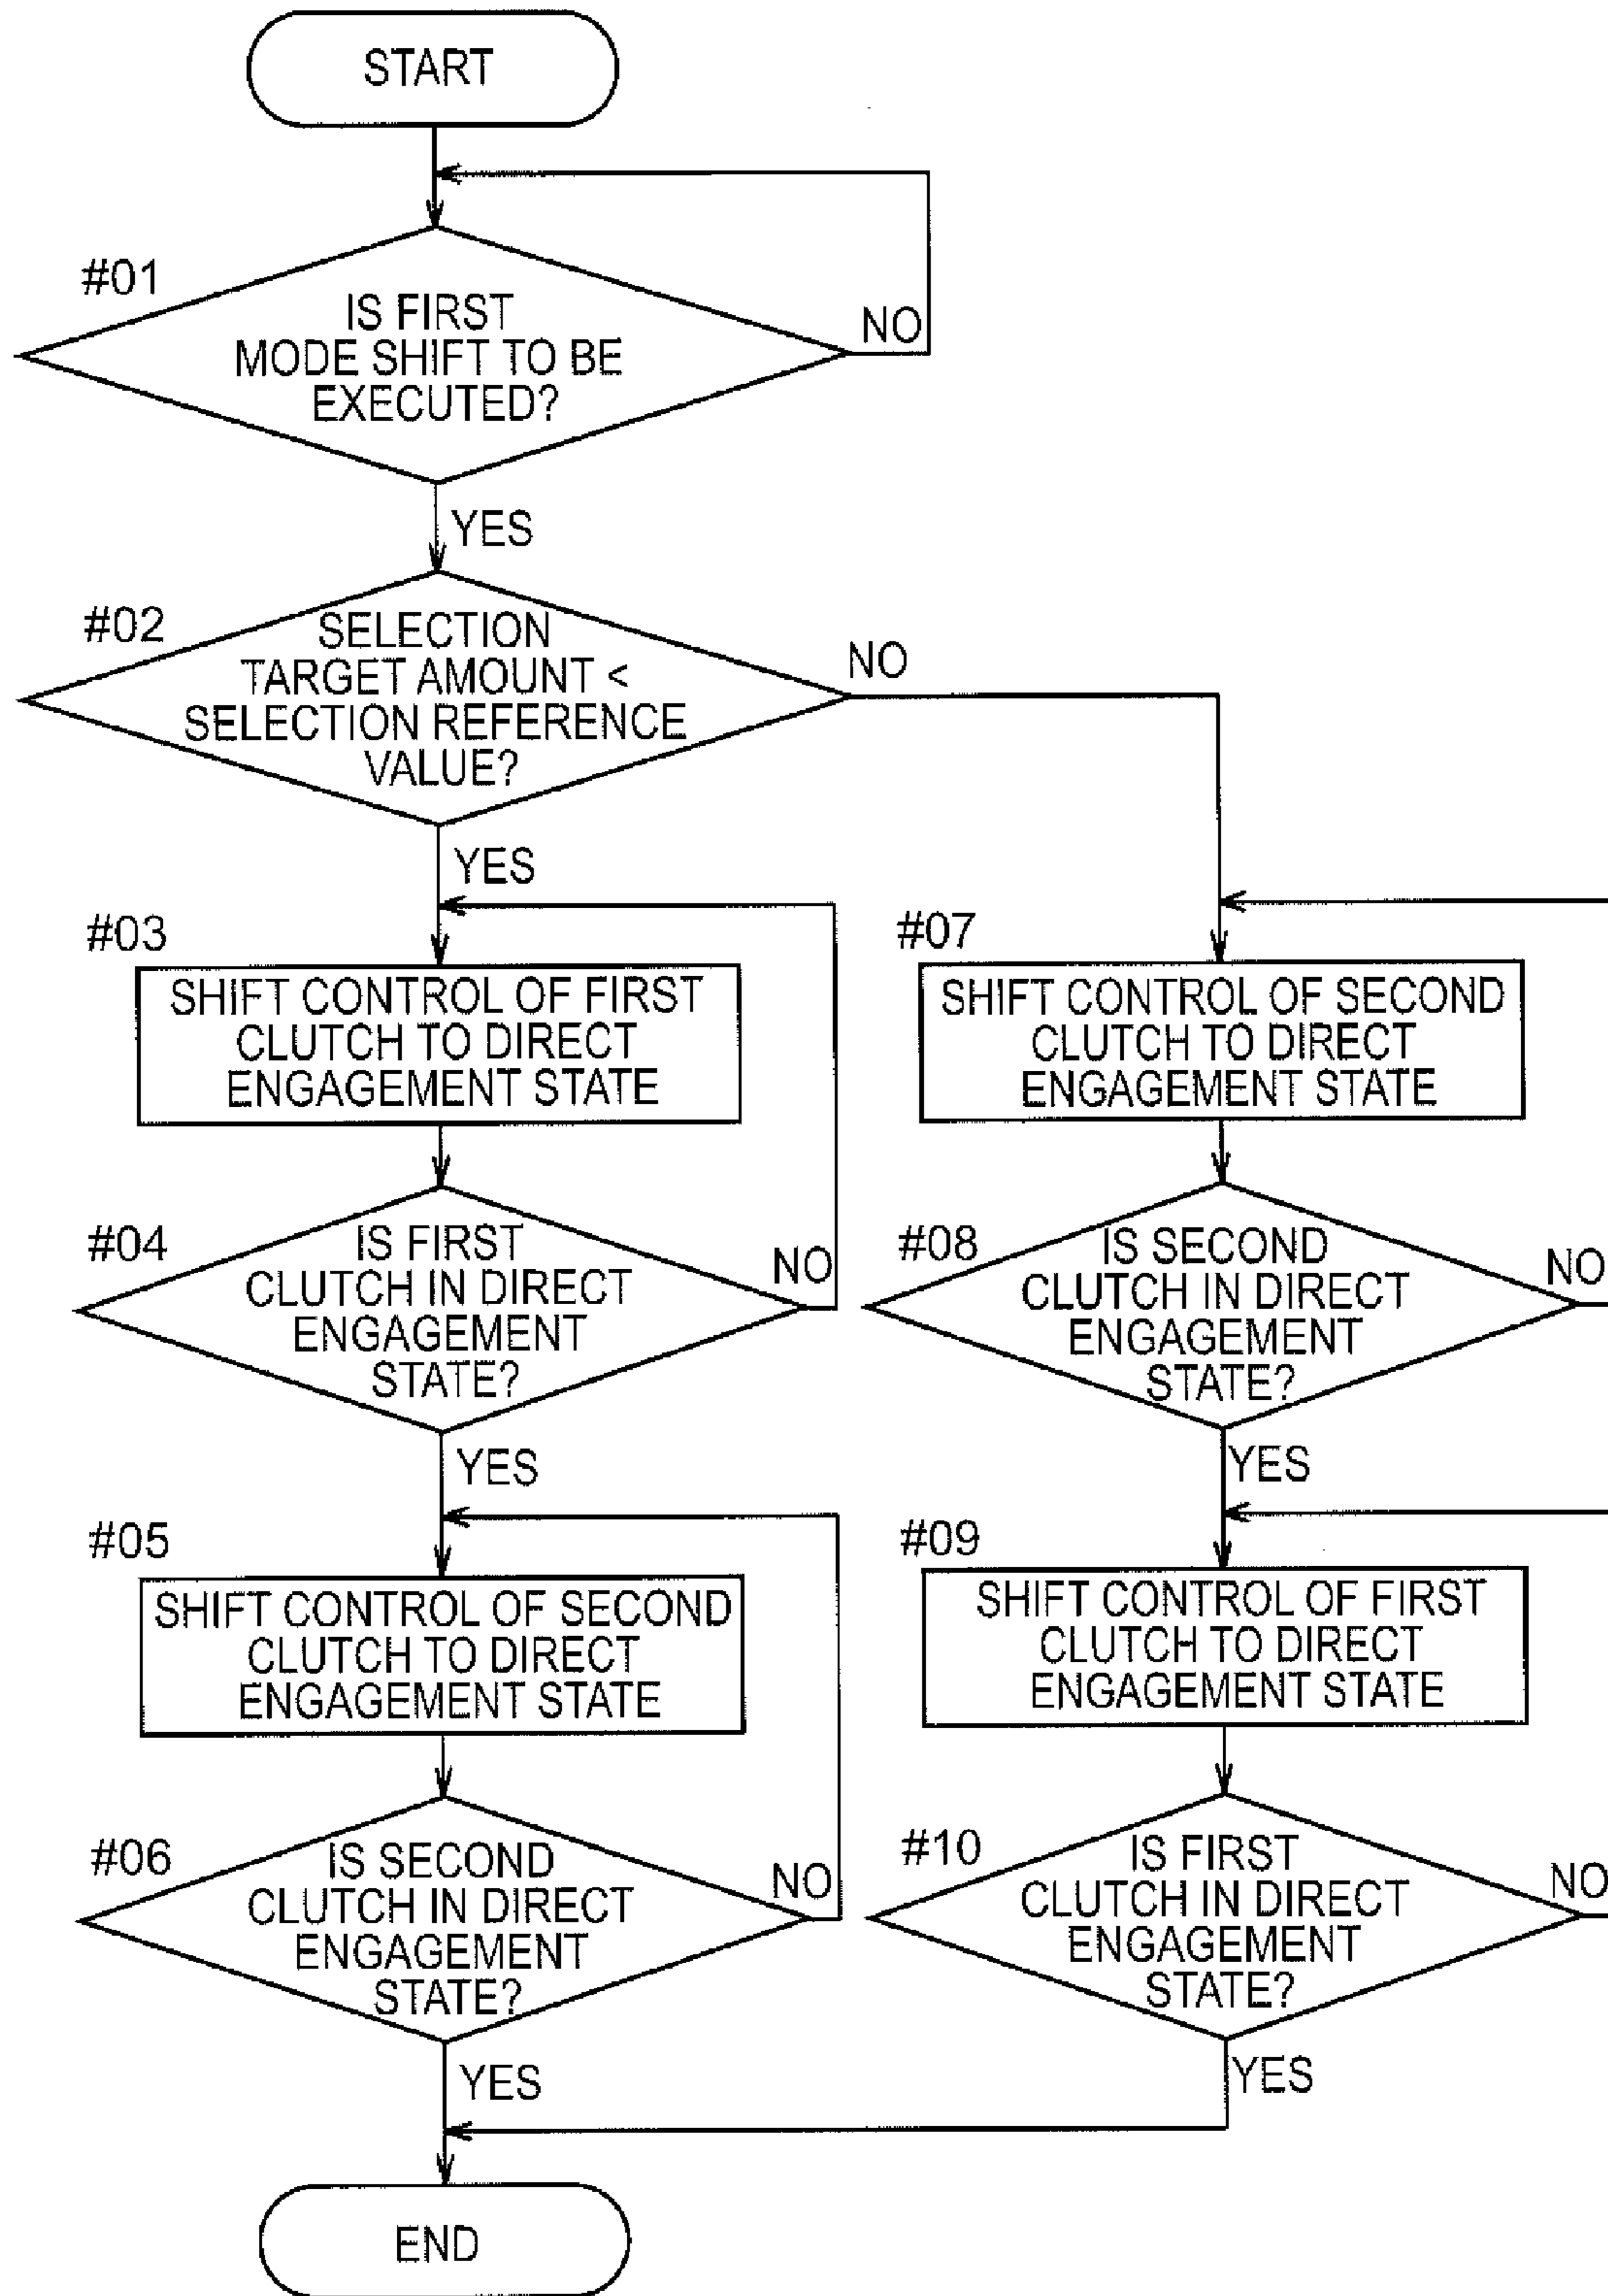 START
#01
IS FIRST
MODE SHIFT TO BE
EXECUTED?
NO
YES
#02
SELECTION
TARGET AMOUNT <
SELECTION REFERENCE
VALUE?
NO
YES
#03
SHIFT CONTROL OF FIRST
CLUTCH TO DIRECT
ENGAGEMENT STATE
#04
IS FIRST
CLUTCH IN DIRECT
ENGAGEMENT
STATE?
NO
YES
#05
SHIFT CONTROL OF SECOND
CLUTCH TO DIRECT
ENGAGEMENT STATE
#06
IS SECOND
CLUTCH IN DIRECT
ENGAGEMENT
STATE?
NO
YES
#07
SHIFT CONTROL OF SECOND
CLUTCH TO DIRECT
ENGAGEMENT STATE
#08
IS SECOND
CLUTCH IN DIRECT
ENGAGEMENT
STATE?
NO
YES
#09
SHIFT CONTROL OF FIRST
CLUTCH TO DIRECT
ENGAGEMENT STATE
#10
IS FIRST
CLUTCH IN DIRECT
ENGAGEMENT
STATE?
NO
YES
END